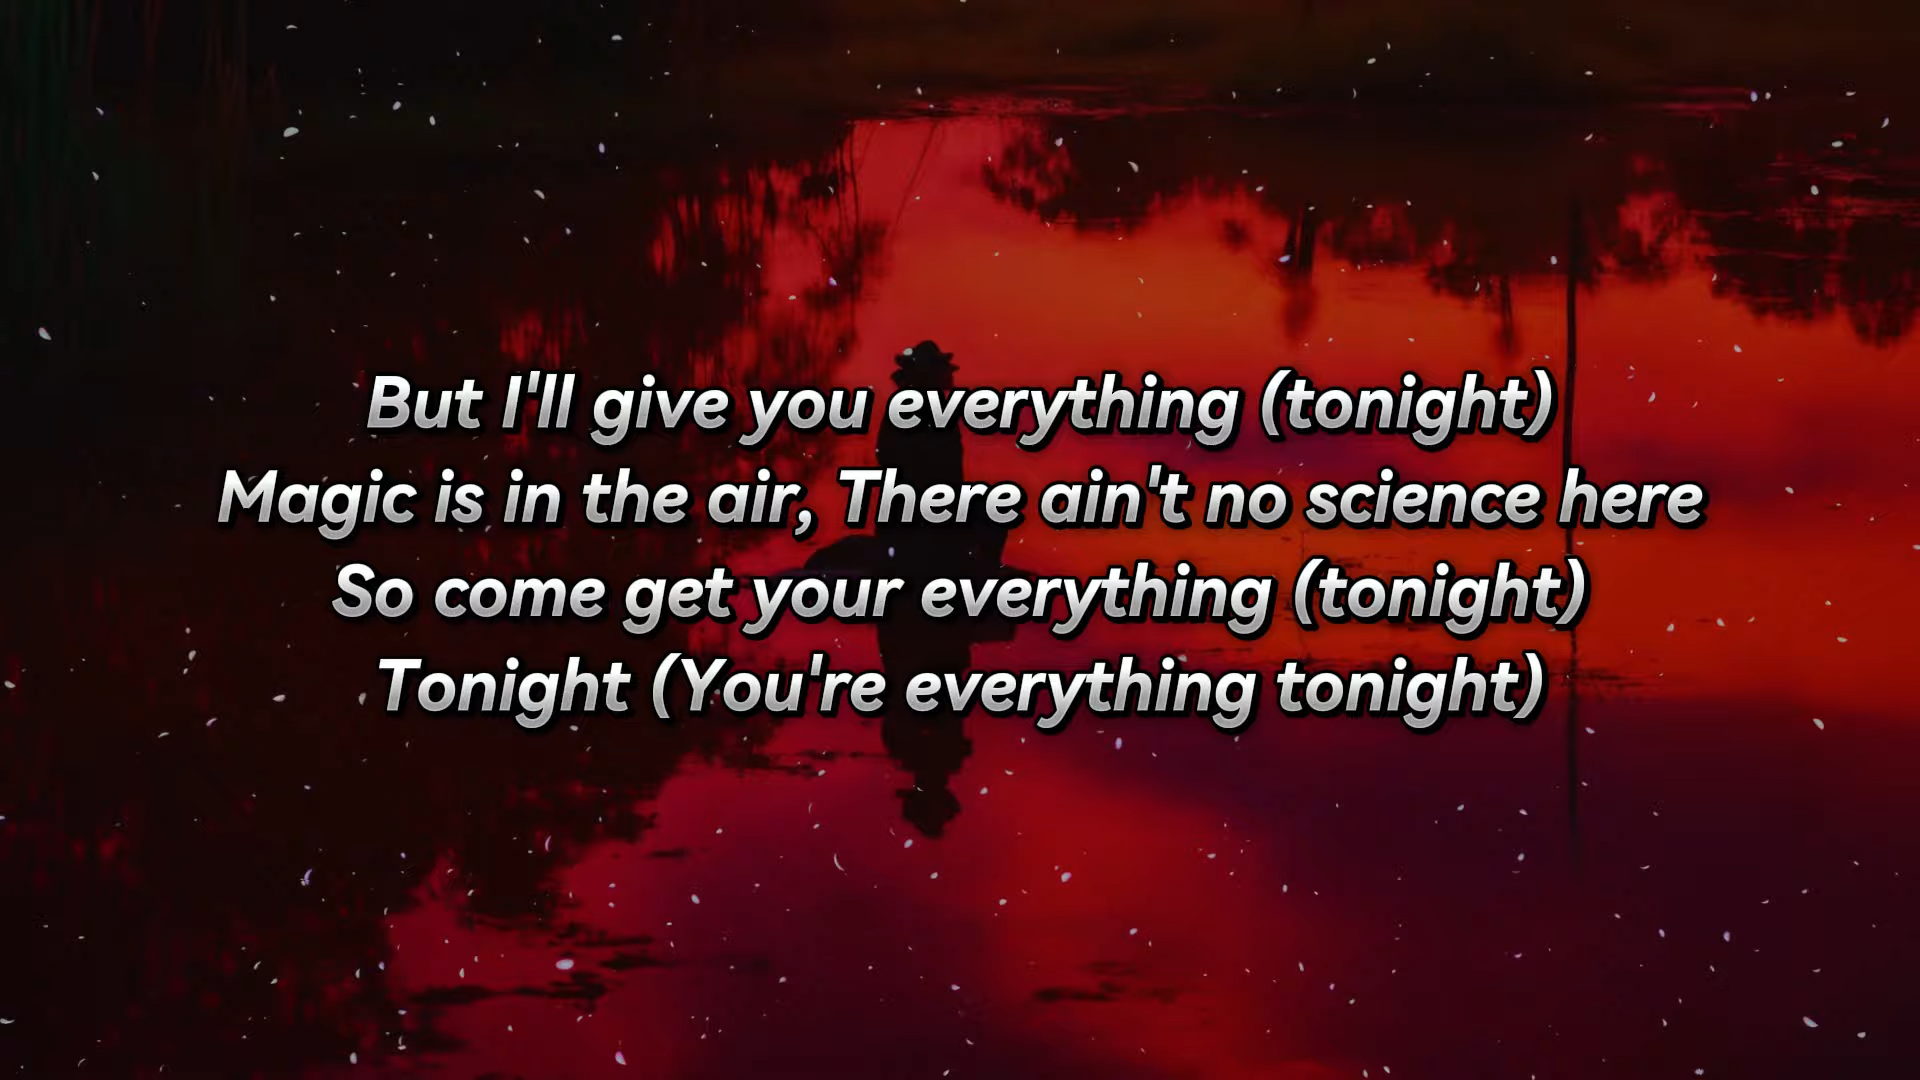 But I'll give you everything (tonight)
Magic is in the air, There ain't no science here
So come get your everything (tonight)
Tonight (You're everything tonight)